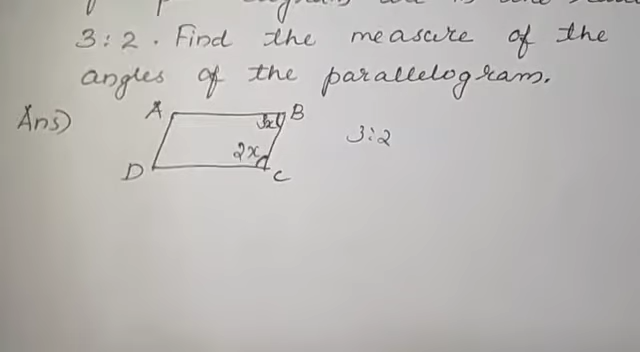 3:2. Find the measure of the
angles of the parallelogram.
Ans)
A
B
3x
3:2
2x
D
C